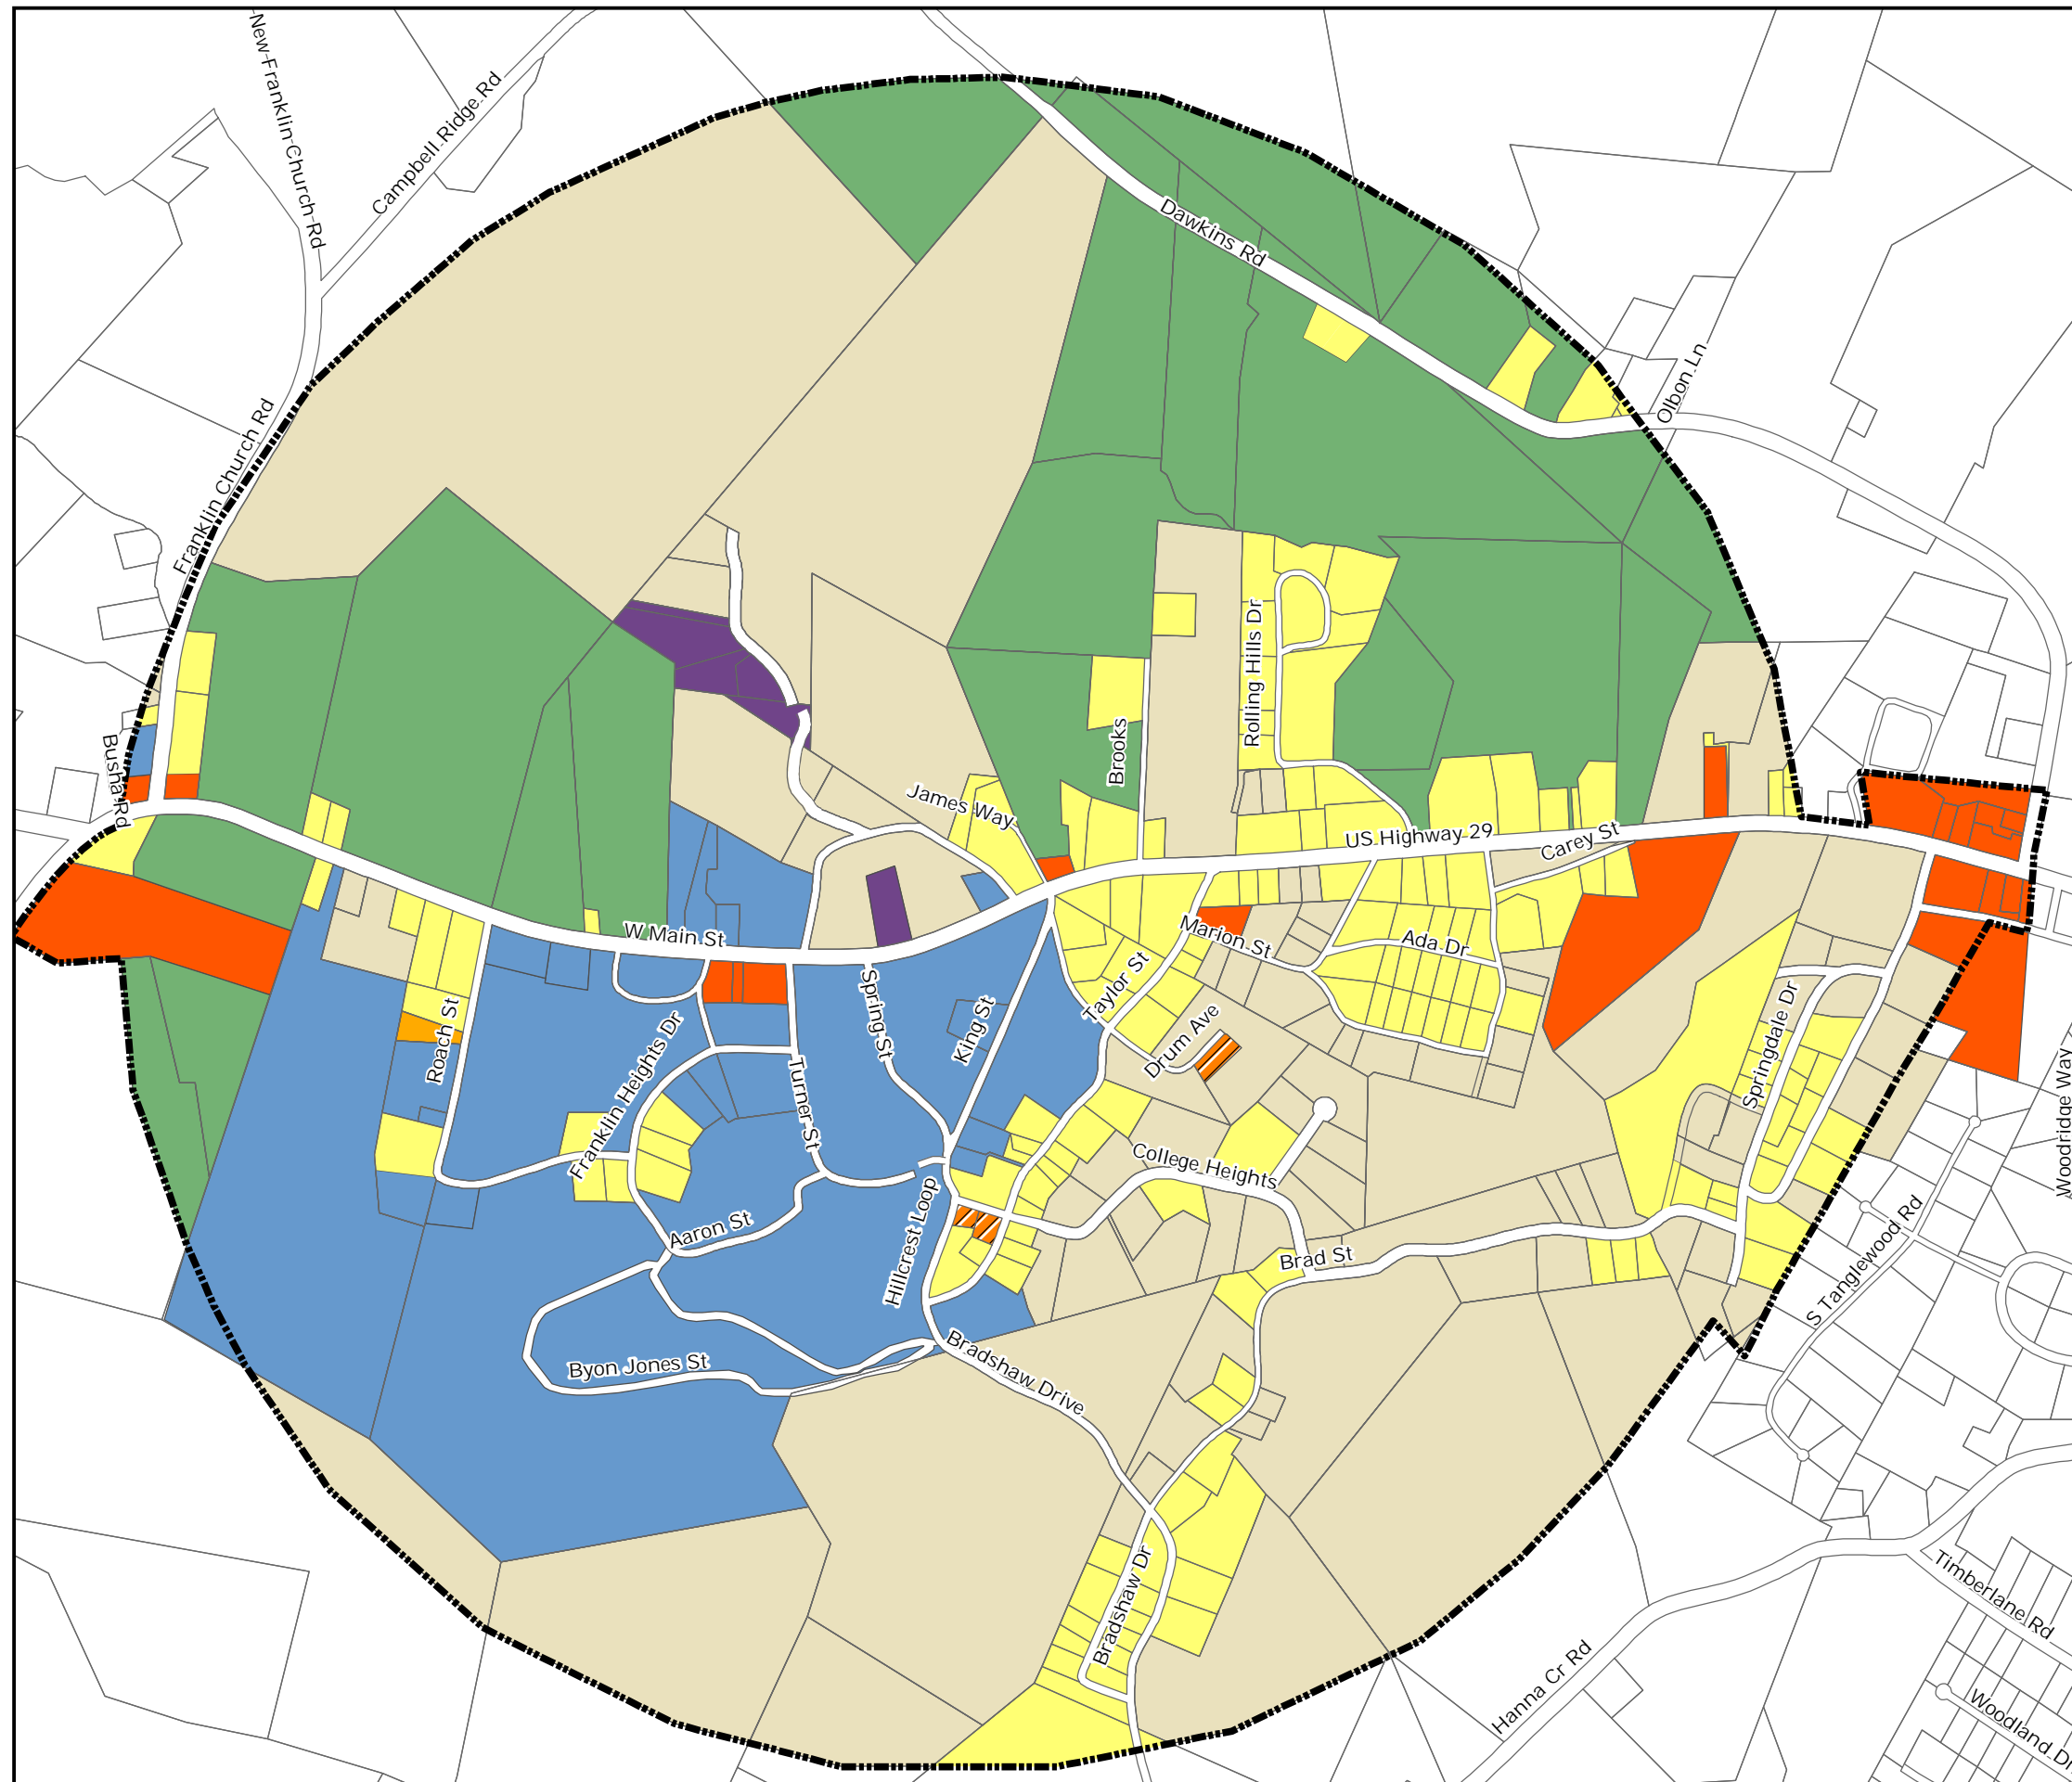 New Franklin Church Rd
Campbell Ridge Rd
Dawkins Rd
Olbon Ln
Franklin Church Rd
Rolling Hills Dr
Brooks
Busha Rd
James Way
US Highway 29
Carey St
W Main St
Marion St
Ada Dr
Taylor St
Spring St
King St
Drum Ave
Roach St
Franklin Heights Dr
Turner St
Springdale Dr
Woodridge Way
College Heights
Hillcrest Loop
Aaron St
Brad St
S Tanglewood Rd
Byon Jones St
Bradshaw Drive
Bradshaw Dr
Timberlane Rd
Hanna Cr Rd
Woodland Dr